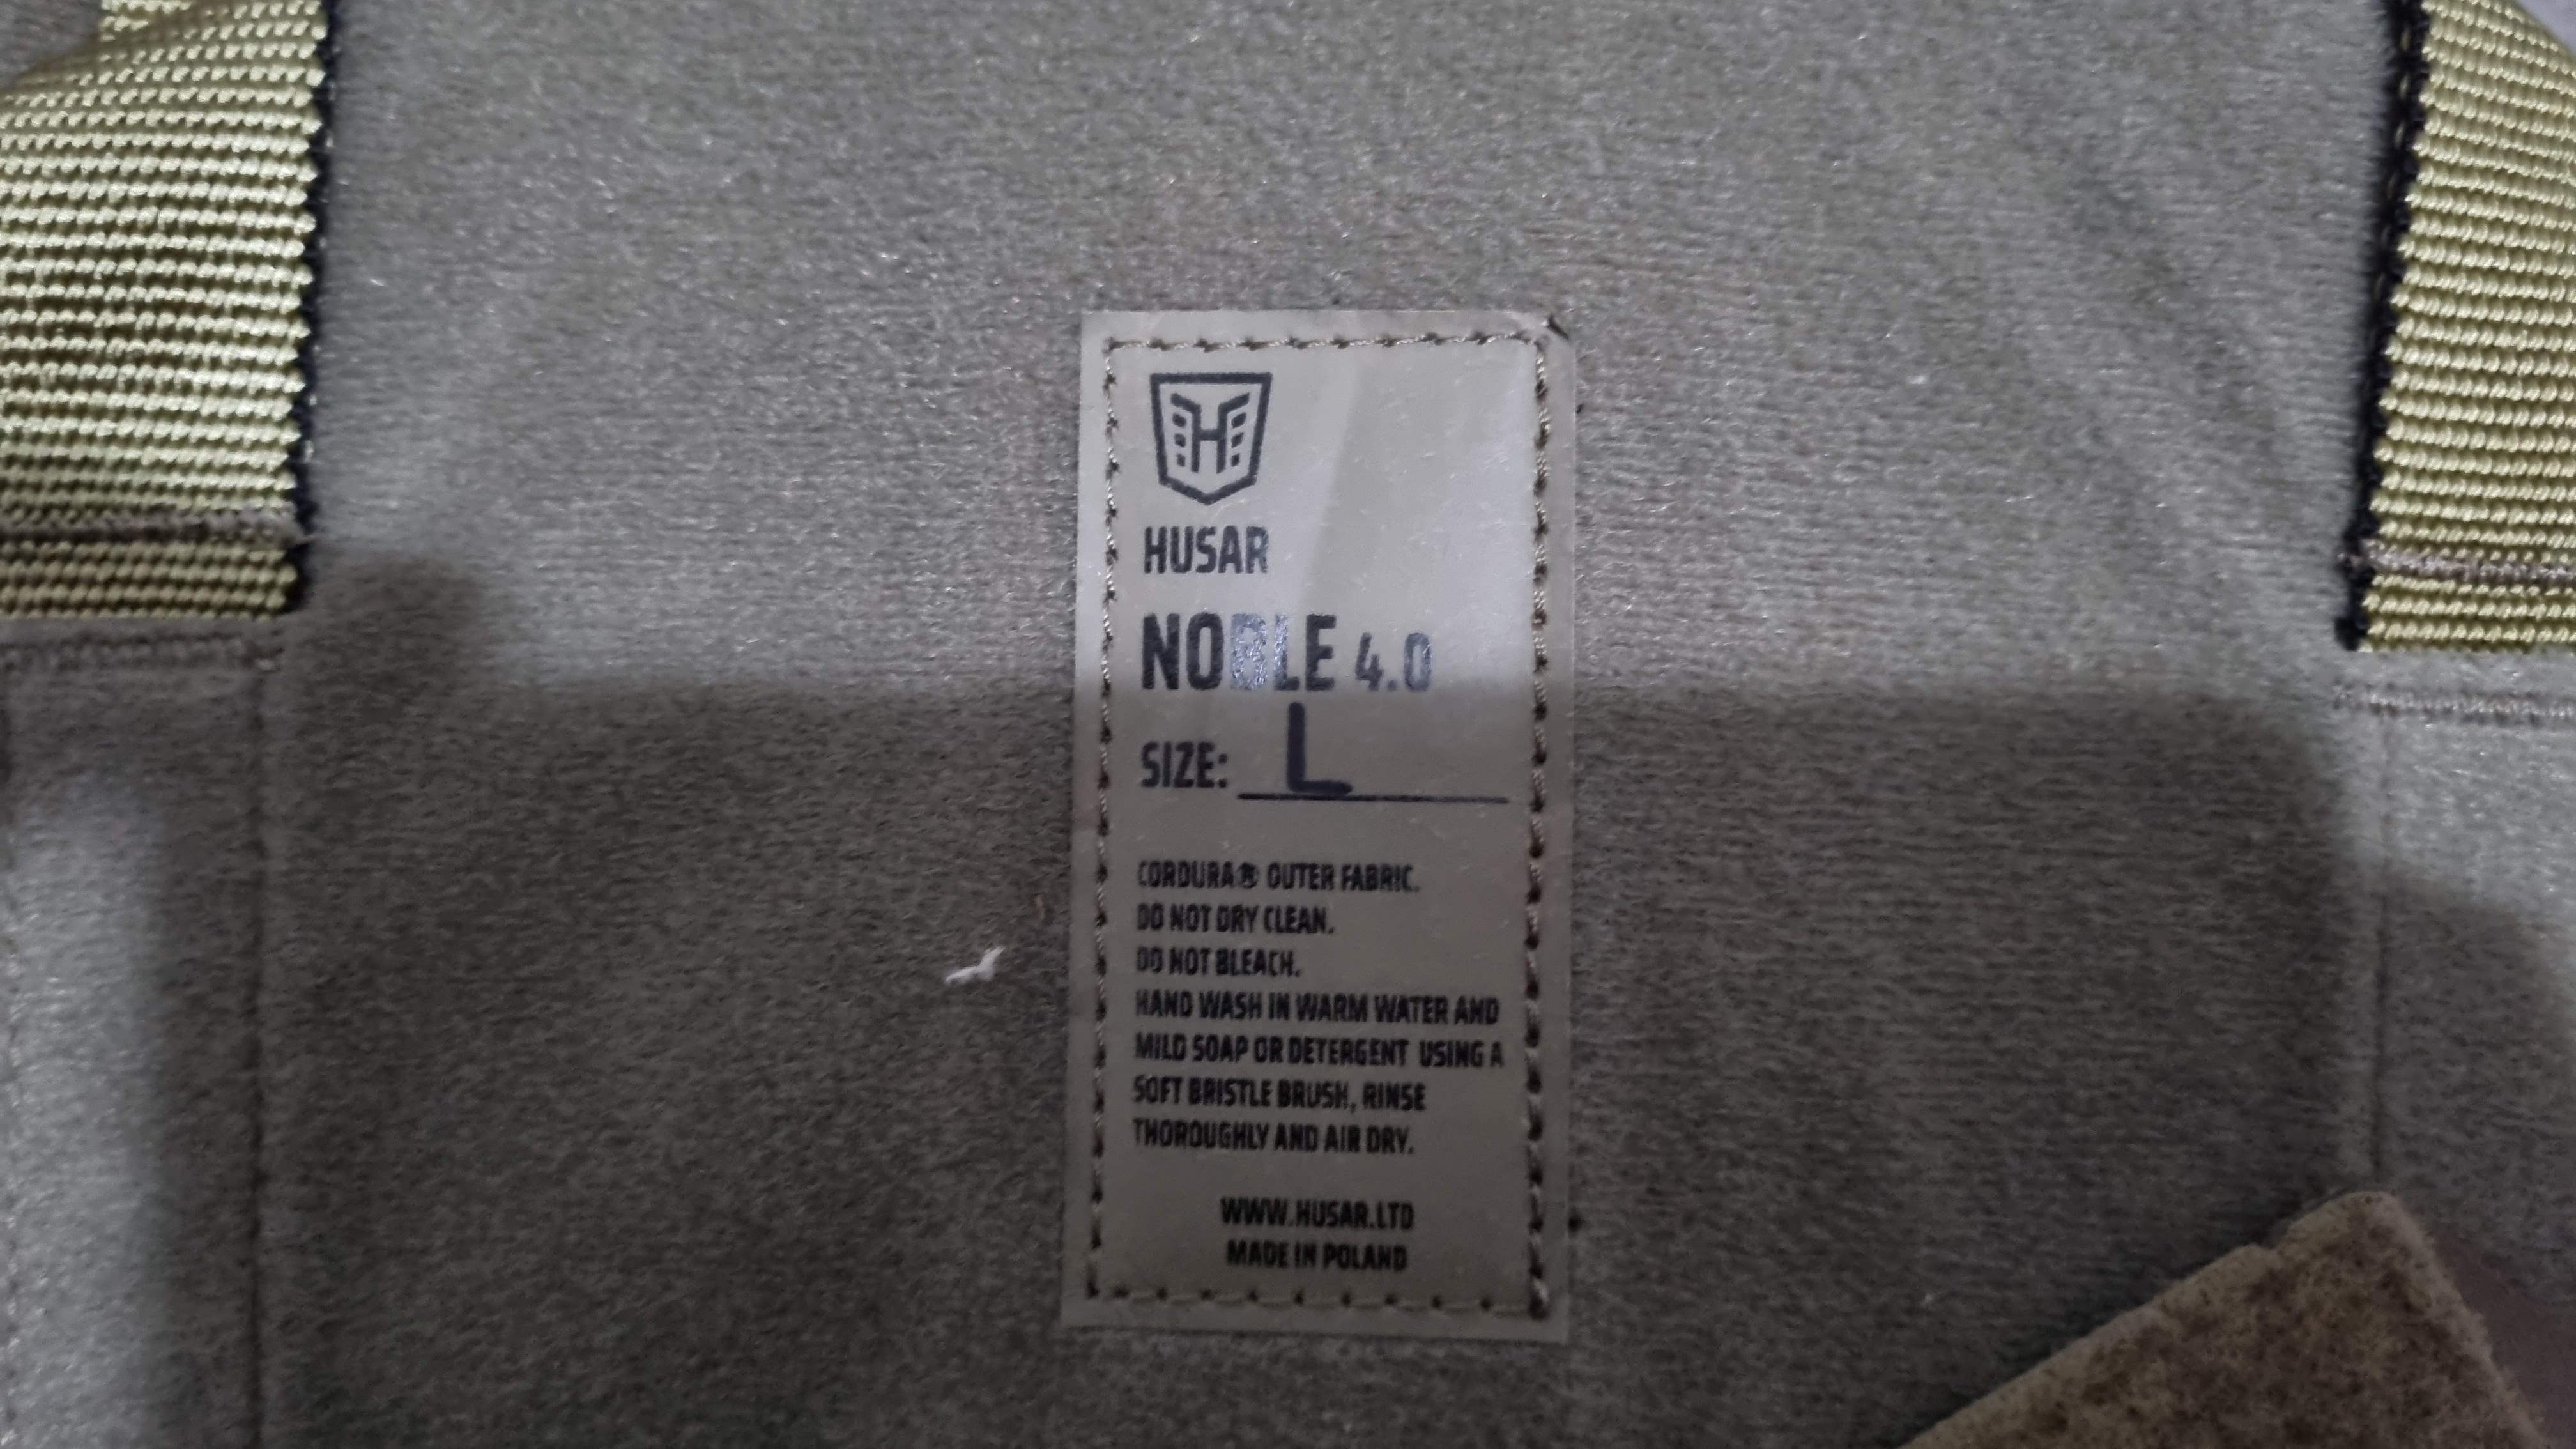 H
HUSAR
NOBLE 4.0
SIZE: L
CORDURA® OUTER FABRIC.
DO NOT DRY CLEAN.
DO NOT BLEACH.
HAND WASH IN WARM WATER AND
MILD SOAP OR DETERGENT USING A
SOFT BRISTLE BRUSH, RINSE
THOROUGHLY AND AIR DRY.
WWW.HUSAR.LTD
MADE IN POLAND